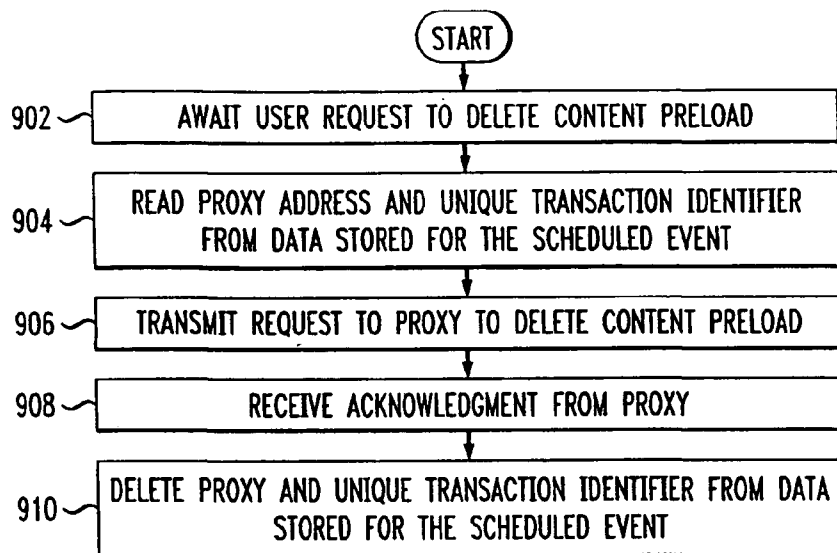 START
902 AWAIT USER REQUEST TO DELETE CONTENT PRELOAD
904 READ PROXY ADDRESS AND UNIQUE TRANSACTION IDENTIFIER
FROM DATA STORED FOR THE SCHEDULED EVENT
906 TRANSMIT REQUEST TO PROXY TO DELETE CONTENT PRELOAD
908 RECEIVE ACKNOWLEDGMENT FROM PROXY
910 DELETE PROXY AND UNIQUE TRANSACTION IDENTIFIER FROM DATA
STORED FOR THE SCHEDULED EVENT